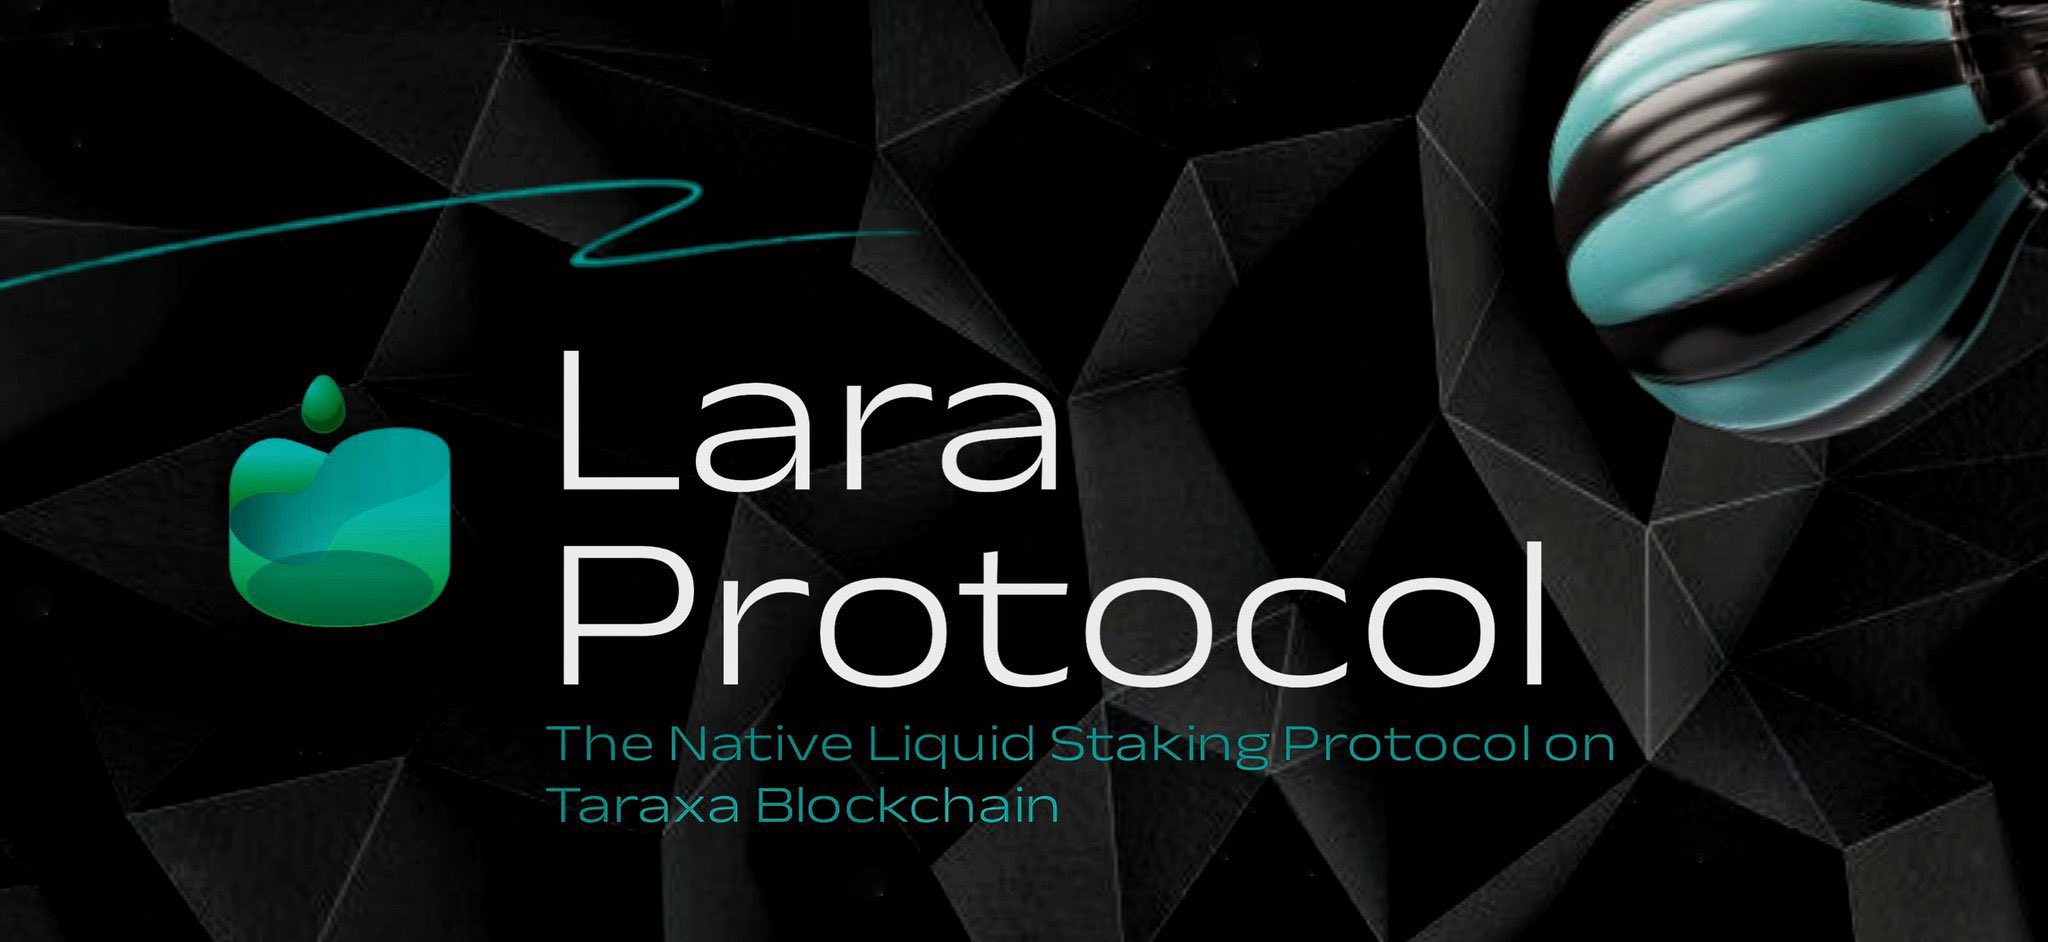 Lara
Protocol
The Native Liquid Staking Protocol on
Taraxa Blockchain